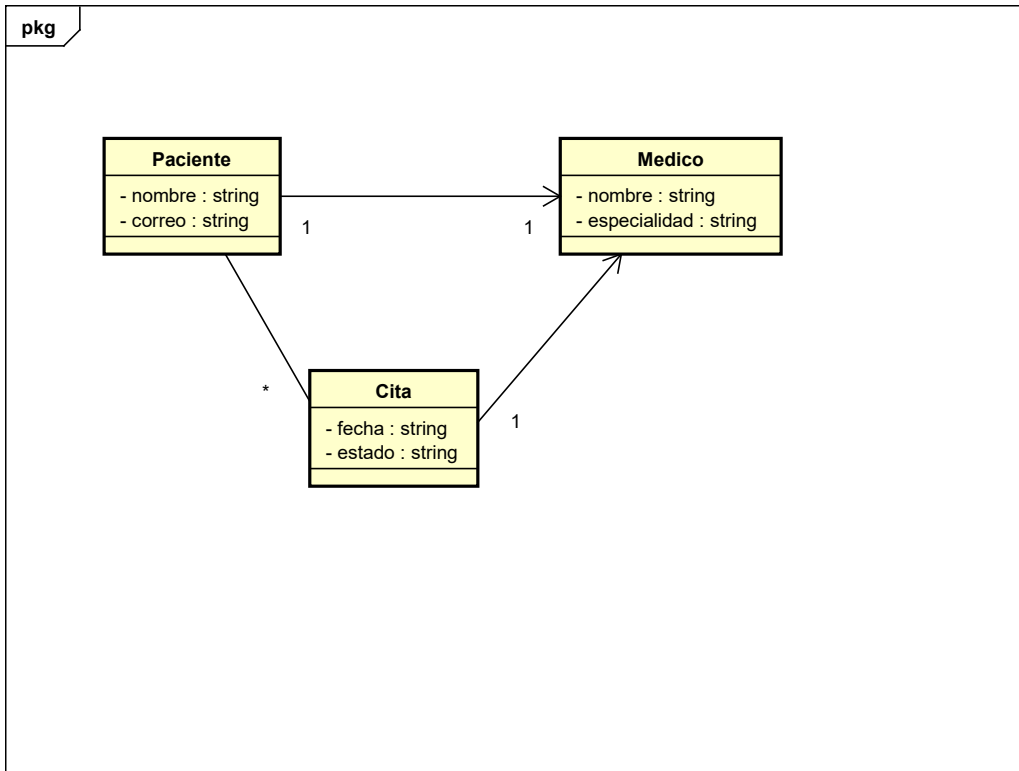 pkg
Paciente
- nombre : string
- correo : string
Medico
- nombre : string
- especialidad : string
1
1
*
Cita
- fecha : string
- estado : string
1